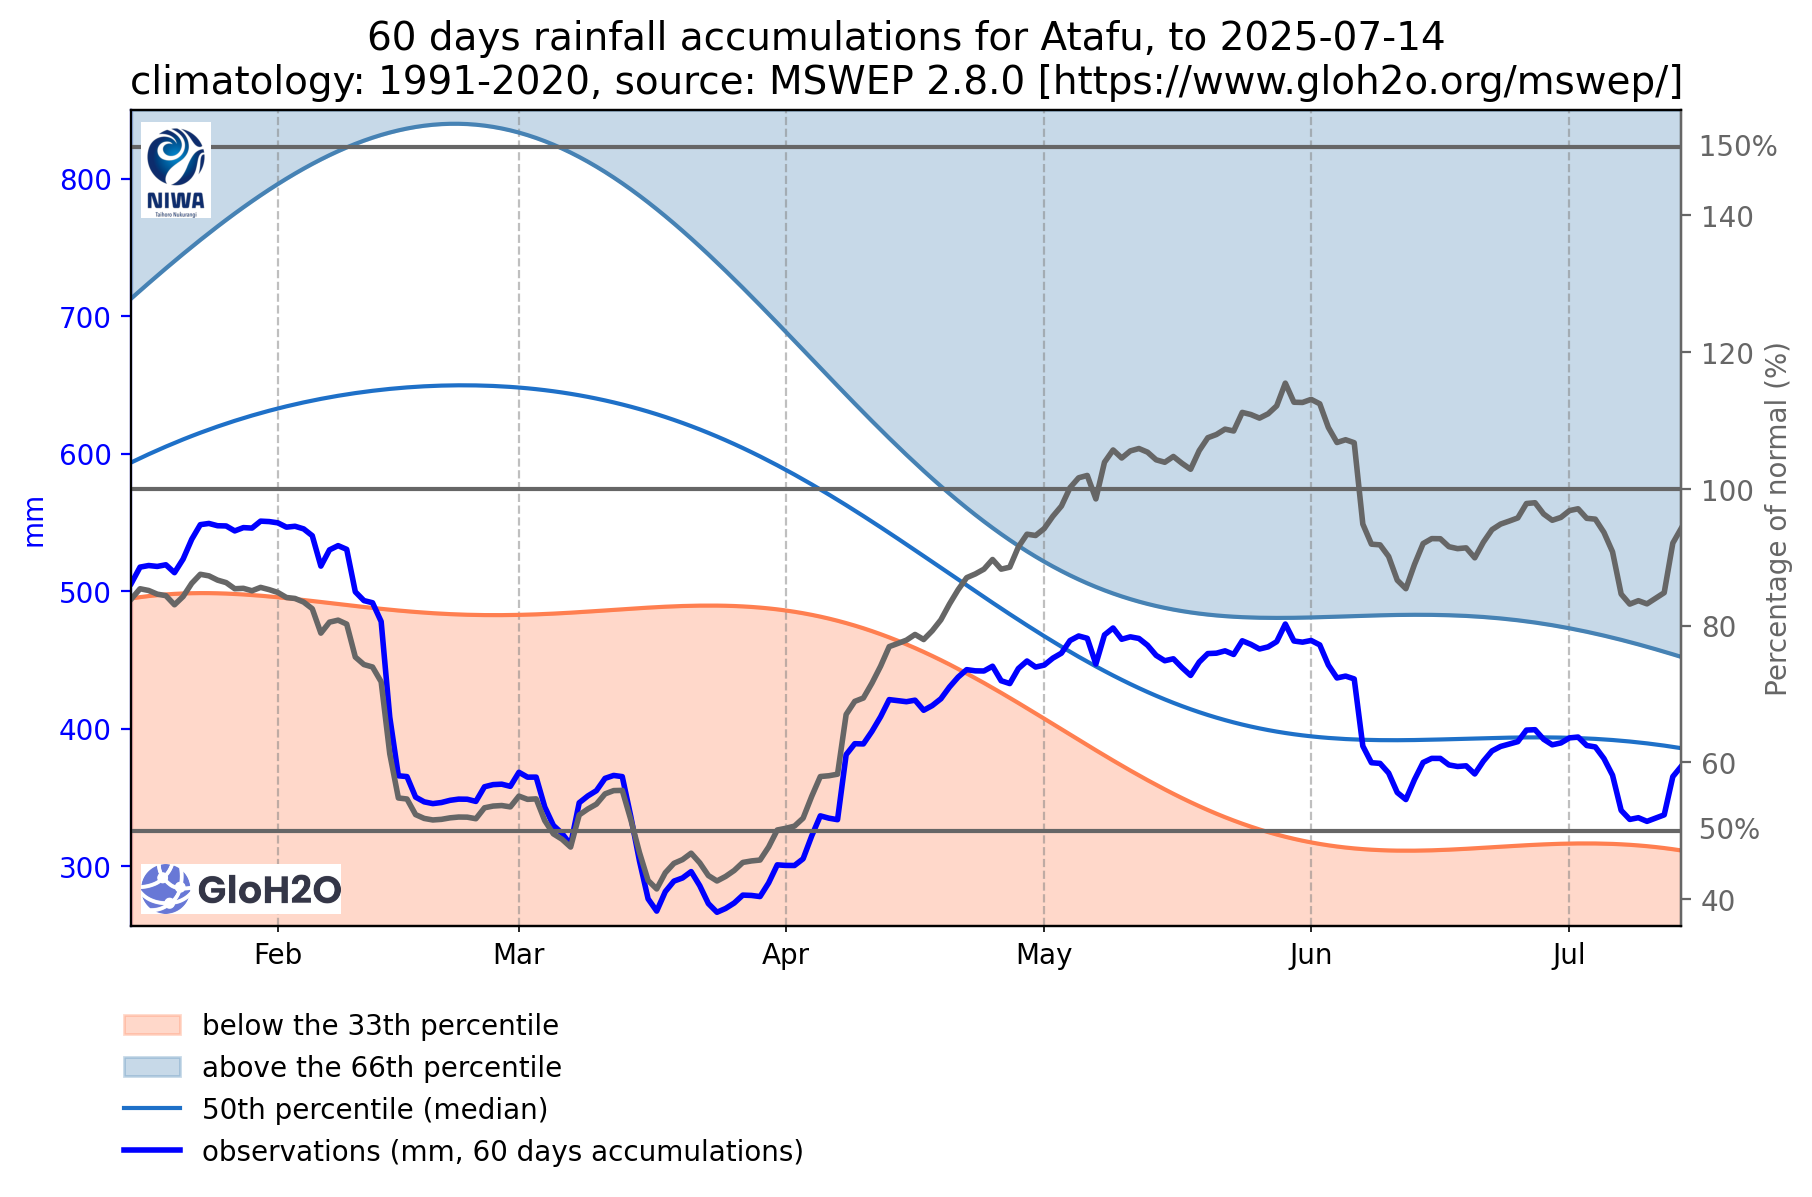 60 days rainfall accumulations for Atafu, to 2025-07-14
climatology: 1991-2020, source: MSWEP 2.8.0 [https://www.gloh2o.org/mswep/]
NIWA
Taihoro Nukurangi
800
700
600
500
400
300
mm
150%
140
120
100
80
60
50%
40
Percentage of normal (%)
GloH2O
Feb
Mar
Apr
May
Jun
Jul
below the 33th percentile
above the 66th percentile
50th percentile (median)
observations (mm, 60 days accumulations)